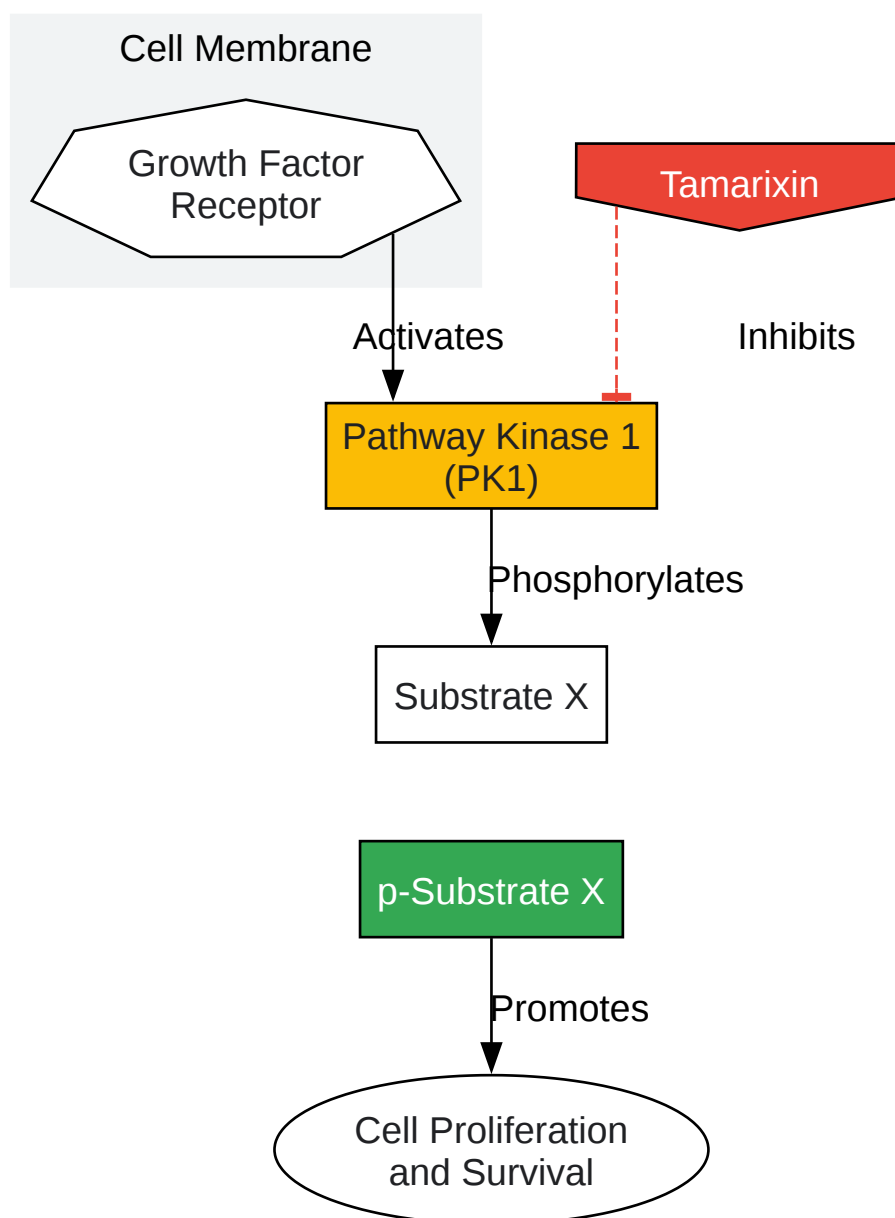 Cell Membrane
Growth Factor
Receptor
Tamarixin
Activates
Inhibits
Pathway Kinase 1
(PK1)
Phosphorylates
Substrate X
p-Substrate X
Promotes
Cell Proliferation
and Survival